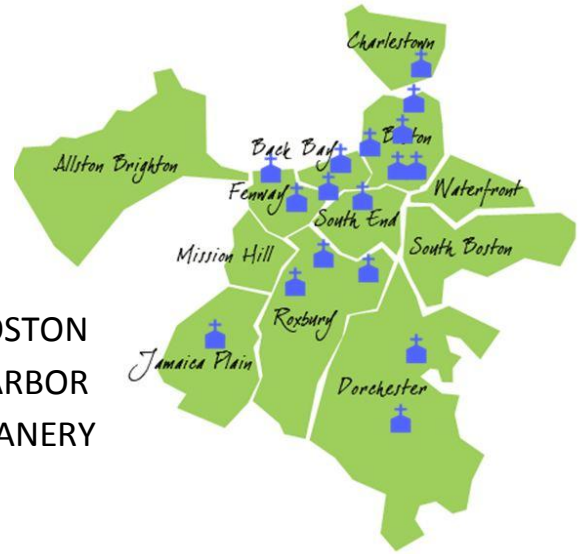 Charlestown
Boston
Back Bay
Allston Brighton
Fenway
Waterfront
South End
Mission Hill
South Boston
Roxbury
OSTON
Jamaica Plain
ARBOR
Dorchester
ANERY